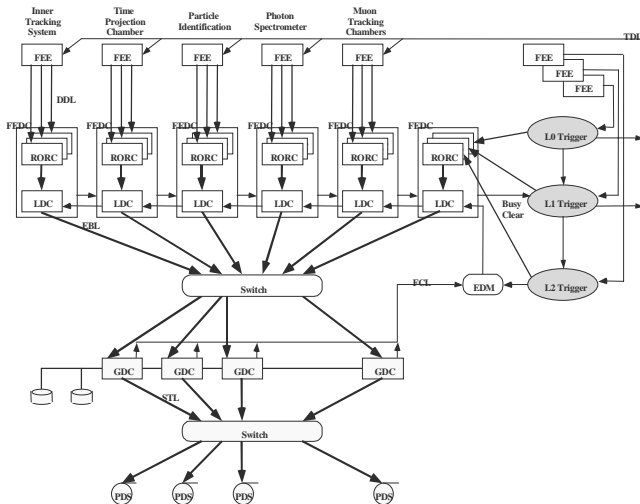 Inner
Tracking
System
Time
Projection
Chamber
Particle
Identification
Photon
Spectrometer
Muon
Tracking
Chambers
TDL
FEE
FEE
FEE
FEE
FEE
FEE
FEE
FEE
DDL
FEDC
FEDC
FEDC
FEDC
FEDC
FEDC
L0 Trigger
RORC
RORC
RORC
RORC
RORC
RORC
LDC
LDC
LDC
LDC
LDC
LDC
Busy
Clear
L1 Trigger
EBL
Switch
FCL
EDM
L2 Trigger
GDC
GDC
GDC
GDC
STL
Switch
PDS
PDS
PDS
PDS